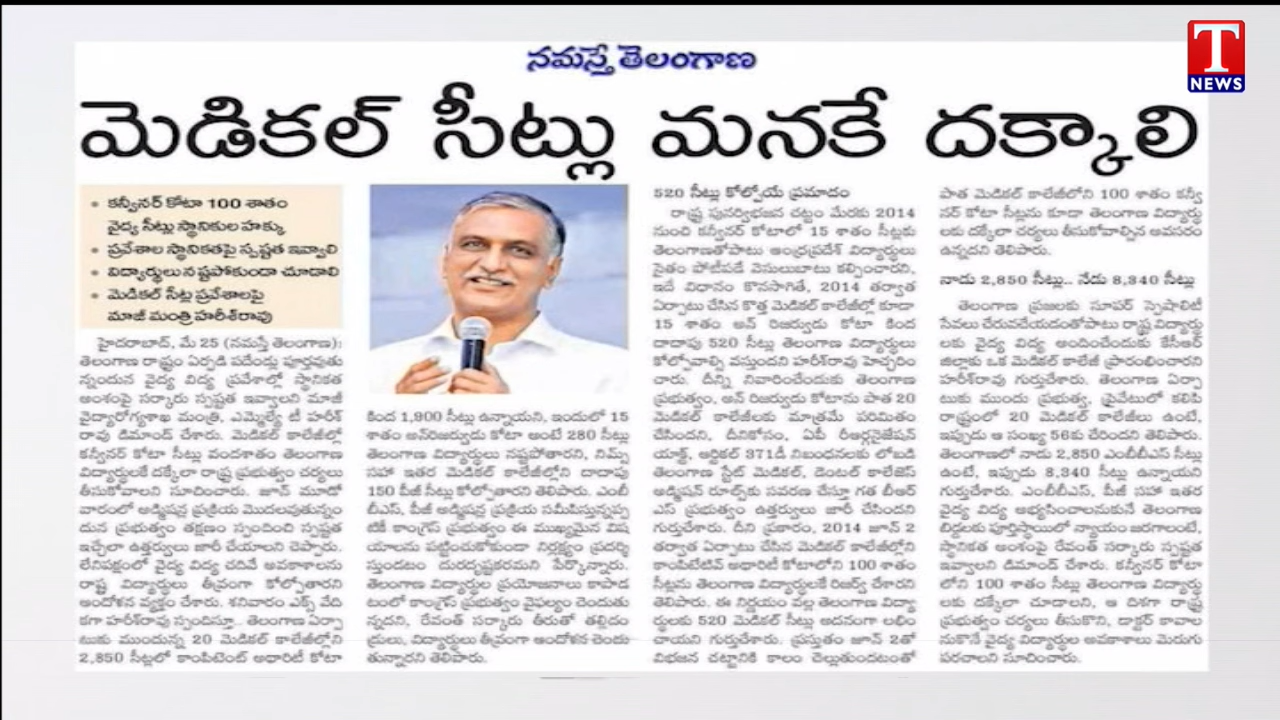 T
NEWS
నమస్తే తెలంగాణ
మెడికల్ సీట్లు మనకే దక్కాలి
• కన్వీనర్ కోటా 100 శాతం
వైద్య సీట్లు స్థానికుల హక్కు
• ప్రవేశాల స్థానికతపై స్పష్టత ఇవ్వాలి
• విద్యార్థులు నష్టపోకుండా చూడాలి
• మెడికల్ సీట్ల ప్రవేశాలపై
మాజీ మంత్రి హరీశ్‌రావు
హైదరాబాద్, మే 25 (నమస్తే తెలంగాణ):
తెలంగాణ రాష్ట్రం ఏర్పడి పదేండ్లు పూర్తవుతు
న్నందున వైద్య విద్య ప్రవేశాల్లో స్థానికత
అంశంపై సర్కారు స్పష్టత ఇవ్వాలని మాజీ
వైద్యారోగ్యశాఖ మంత్రి, ఎమ్మెల్యే టీ హరీశ్
రావు డిమాండ్ చేశారు. మెడికల్ కాలేజీల్లో
కన్వీనర్ కోటా సీట్లు వందశాతం తెలంగాణ
విద్యార్థులకే దక్కేలా రాష్ట్ర ప్రభుత్వం చర్యలు
తీసుకోవాలని సూచించారు. జూన్ మూడో
వారంలో అడ్మిషన్ల ప్రక్రియ మొదలవుతున్నం
దున ప్రభుత్వం తక్షణం స్పందించి స్పష్టత
ఇచ్చేలా ఉత్తర్వులు జారీ చేయాలని చెప్పారు.
లేనిపక్షంలో వైద్య విద్య చదివే అవకాశాలను
రాష్ట్ర విద్యార్థులు తీవ్రంగా కోల్పోతారని
ఆందోళన వ్యక్తం చేశారు. శనివారం ఎక్స్ వేది
కగా హరీశ్‌రావు స్పందిస్తూ.. తెలంగాణ ఏర్పా
టుకు ముందున్న 20 మెడికల్ కాలేజీల్లోని
2,850 సీట్లలో కాంపిటెంట్ అథారిటీ కోటా
కింద 1,900 సీట్లు ఉన్నాయని, ఇందులో 15
శాతం అన్‌రిజర్వుడు కోటా అంటే 280 సీట్లు
తెలంగాణ విద్యార్థులు నష్టపోతారని, నిమ్స్
సహా ఇతర మెడికల్ కాలేజీల్లోని దాదాపు
150 పీజీ సీట్లు కోల్పోతారని తెలిపారు. ఎంబీ
బీఎస్, పీజీ అడ్మిషన్ల ప్రక్రియ సమీపిస్తున్నప్ప
టికీ కాంగ్రెస్ ప్రభుత్వం ఈ ముఖ్యమైన విష
యాలను పట్టించుకోకుండా నిర్లక్ష్యం ప్రదర్శి
స్తుండటం దురదృష్టకరమని పేర్కొన్నారు.
తెలంగాణ విద్యార్థుల ప్రయోజనాలు కాపాడ
టంలో కాంగ్రెస్ ప్రభుత్వం వైఫల్యం చెందుతు
న్నదని, రేవంత్ సర్కారు తీరుతో తల్లిదం
డ్రులు, విద్యార్థులు తీవ్రంగా ఆందోళన చెందు
తున్నారని తెలిపారు.
520 సీట్లు కోల్పోయే ప్రమాదం
రాష్ట్ర పునర్విభజన చట్టం మేరకు 2014
నుంచి కన్వీనర్ కోటాలో 15 శాతం సీట్లకు
తెలంగాణతోపాటు ఆంధ్రప్రదేశ్ విద్యార్థులు
సైతం పోటీపడే వెసులుబాటు కల్పించారని,
ఇదే విధానం కొనసాగితే, 2014 తర్వాత
ఏర్పాటు చేసిన కొత్త మెడికల్ కాలేజీల్లో కూడా
15 శాతం అన్ రిజర్వుడు కోటా కింద
దాదాపు 520 సీట్లు తెలంగాణ విద్యార్థులు
కోల్పోవాల్సి వస్తుందని హరీశ్‌రావు హెచ్చరిం
చారు. దీన్ని నివారించేందుకు తెలంగాణ
ప్రభుత్వం, అన్ రిజర్వుడు కోటాను పాత 20
మెడికల్ కాలేజీలకు మాత్రమే పరిమితం
చేసిందని, దీనికోసం, ఏపీ రీఆర్గనైజేషన్
యాక్ట్, ఆర్టికల్ 371డీ నిబంధనలకు లోబడి
తెలంగాణ స్టేట్ మెడికల్, డెంటల్ కాలేజెస్
అడ్మిషన్ రూల్స్‌కు సవరణ చేస్తూ గత బీఆర్
ఎస్ ప్రభుత్వం ఉత్తర్వులు జారీ చేసిందని
గుర్తుచేశారు. దీని ప్రకారం, 2014 జూన్ 2
తర్వాత ఏర్పాటు చేసిన మెడికల్ కాలేజీల్లోని
కాంపిటేటివ్ అథారిటీ కోటాలోని 100 శాతం
సీట్లను తెలంగాణ విద్యార్థులకే రిజర్వ్ చేశారని
తెలిపారు. ఈ నిర్ణయం వల్ల తెలంగాణ విద్యా
ర్థులకు 520 మెడికల్ సీట్లు అదనంగా లభిం
చాయని గుర్తుచేశారు. ప్రస్తుతం జూన్ 2తో
విభజన చట్టానికి కాలం చెల్లుతుందటంతో
పాత మెడికల్ కాలేజీలోని 100 శాతం కన్వీ
నర్ కోటా సీట్లను కూడా తెలంగాణ విద్యార్థు
లకు దక్కేలా చర్యలు తీసుకోవాల్సిన అవసరం
ఉన్నదని తెలిపారు.
నాడు 2,850 సీట్లు.. నేడు 8,340 సీట్లు
తెలంగాణ ప్రజలకు సూపర్ స్పెషాలిటీ
సేవలు చేరువచేయడంతోపాటు రాష్ట్ర విద్యార్థు
లకు వైద్య విద్య అందించేందుకు కేసీఆర్
జిల్లాకు ఒక మెడికల్ కాలేజీ ప్రారంభించారని
హరీశ్‌రావు గుర్తుచేశారు. తెలంగాణ ఏర్పా
టుకు ముందు ప్రభుత్వ, ప్రైవేటులో కలిపి
రాష్ట్రంలో 20 మెడికల్ కాలేజీలు ఉంటే,
ఇప్పుడు ఆ సంఖ్య 56కు చేరిందని తెలిపారు.
తెలంగాణలో నాడు 2,850 ఎంబీబీఎస్ సీట్లు
ఉంటే, ఇప్పుడు 8,340 సీట్లు ఉన్నాయని
గుర్తుచేశారు. ఎంబీబీఎస్, పీజీ సహా ఇతర
వైద్య విద్య అభ్యసించాలనుకునే తెలంగాణ
బిడ్డలకు పూర్తిస్థాయిలో న్యాయం జరగాలంటే,
స్థానికత అంశంపై రేవంత్ సర్కారు స్పష్టత
ఇవ్వాలని డిమాండ్ చేశారు. కన్వీనర్ కోటా
లోని 100 శాతం సీట్లు తెలంగాణ విద్యార్థు
లకు దక్కేలా చూడాలని, ఆ దిశగా రాష్ట్ర
ప్రభుత్వం చర్యలు తీసుకొని, డాక్టర్ కావాల
నుకొనే వైద్య విద్యార్థుల అవకాశాలు మెరుగు
పరచాలని సూచించారు.